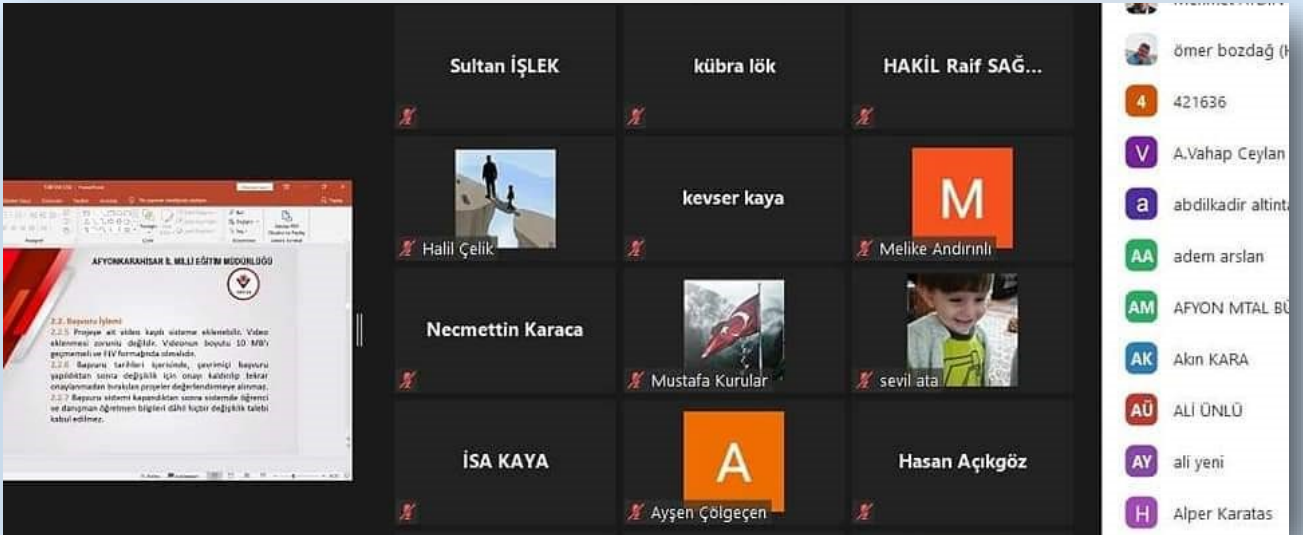 AFYONKARAHİSAR İL MİLLİ EĞİTİM MÜDÜRLÜĞÜ
2.2. Başvuru İşlemi
2.2.5 Projeye ait video kaydı sisteme eklenebilir. Video
eklenmesi zorunlu değildir. Videonun boyutu 10 MB'ı
geçmemeli ve FLV formatında olmalıdır.
2.2.6 Başvuru tarihleri içerisinde, çevrimiçi başvuru
yapıldıktan sonra değişiklik için onayı kaldırılıp tekrar
onaylanmadan bırakılan projeler değerlendirmeye alınmaz.
2.2.7 Başvuru sistemi kapandıktan sonra sistemde öğrenci
ve danışman öğretmen bilgileri dâhil hiçbir değişiklik talebi
kabul edilmez.
Sultan İŞLEK
kübra lök
HAKİL Raif SAĞ...
Halil Çelik
kevser kaya
M
Melike Andırınlı
Necmettin Karaca
Mustafa Kurular
sevil ata
İSA KAYA
A
Ayşen Çölgeçen
Hasan Açıkgöz
ömer bozdağ
4 421636
V A.Vahap Ceylan
a abdilkadir altinta
AA adem arslan
AM AFYON MTAL BÜ
AK Akın KARA
AÜ ALİ ÜNLÜ
AY ali yeni
H Alper Karatas